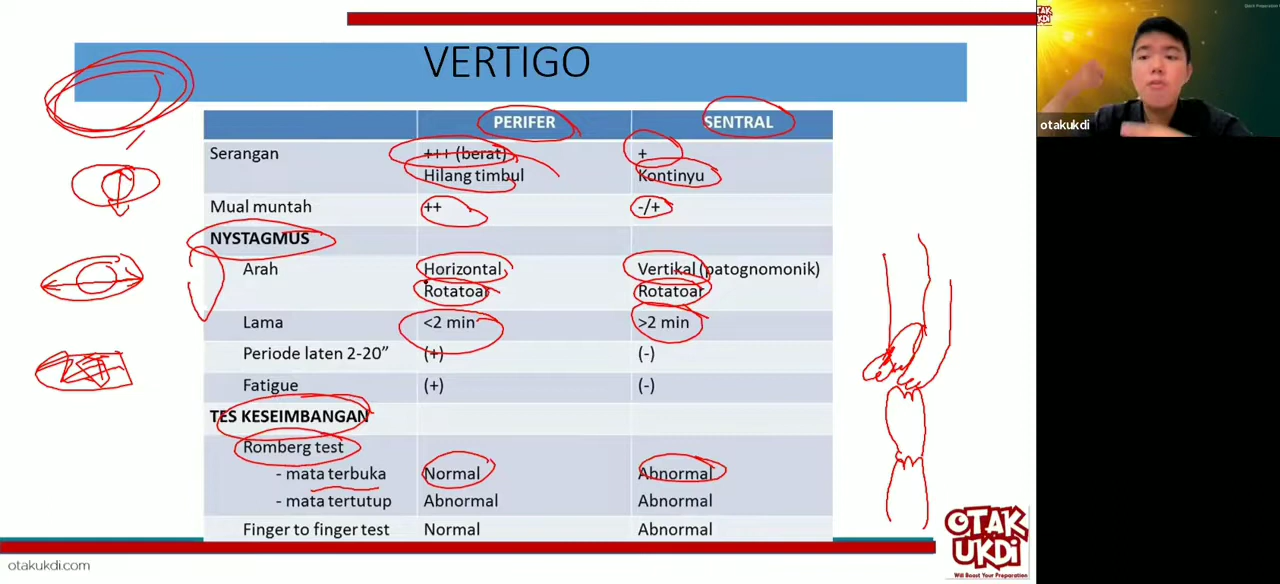 VERTIGO
PERIFER SENTRAL
Serangan +++ (berat) +
Hilang timbul Kontinyu
Mual muntah ++ -/+
NYSTAGMUS
Arah Horizontal Vertikal (patognomonik)
Rotatoar Rotatoar
Lama <2 min >2 min
Periode laten 2-20” (+) (-)
Fatigue (+) (-)
TES KESEIMBANGAN
Romberg test
- mata terbuka Normal Abnormal
- mata tertutup Abnormal Abnormal
Finger to finger test Normal Abnormal
otakukdi.com
OTAK
UKDI
Will Boost Your Preparation
TAK
KDI
otakukdi